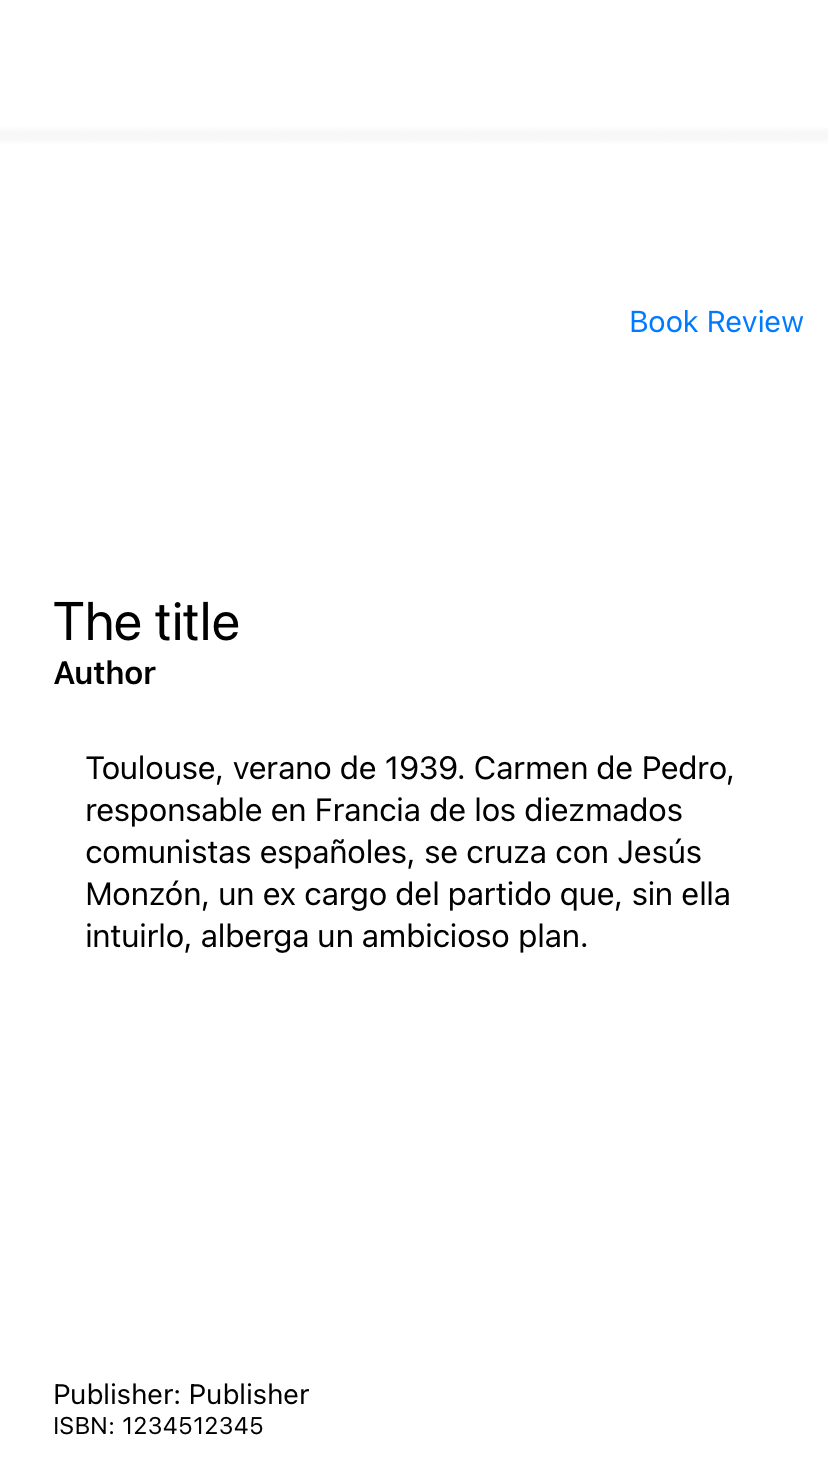 Book Review
The title
Author
Toulouse, verano de 1939. Carmen de Pedro,
responsable en Francia de los diezmados
comunistas españoles, se cruza con Jesús
Monzón, un ex cargo del partido que, sin ella
intuirlo, alberga un ambicioso plan.
Publisher: Publisher
ISBN: 1234512345